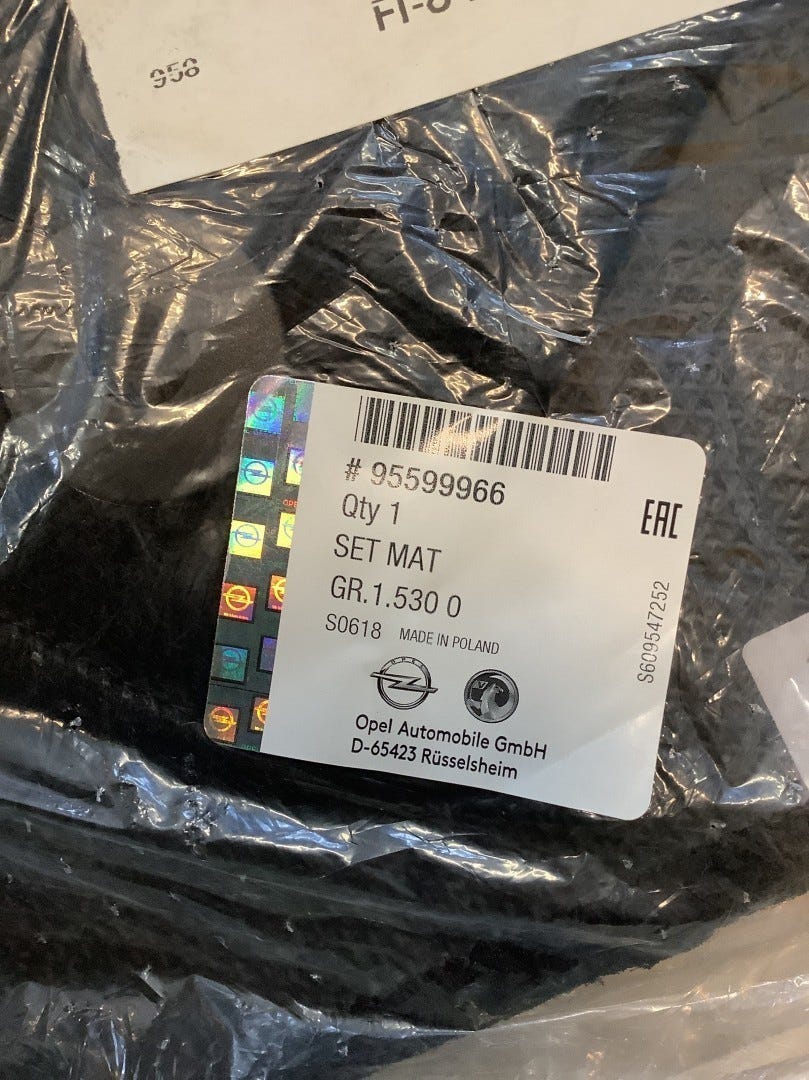 958
# 95599966
Qty 1
SET MAT
GR.1.530 0
S0618 MADE IN POLAND
EAC
S609547252
OPEL
Opel Automobile GmbH
D-65423 Rüsselsheim